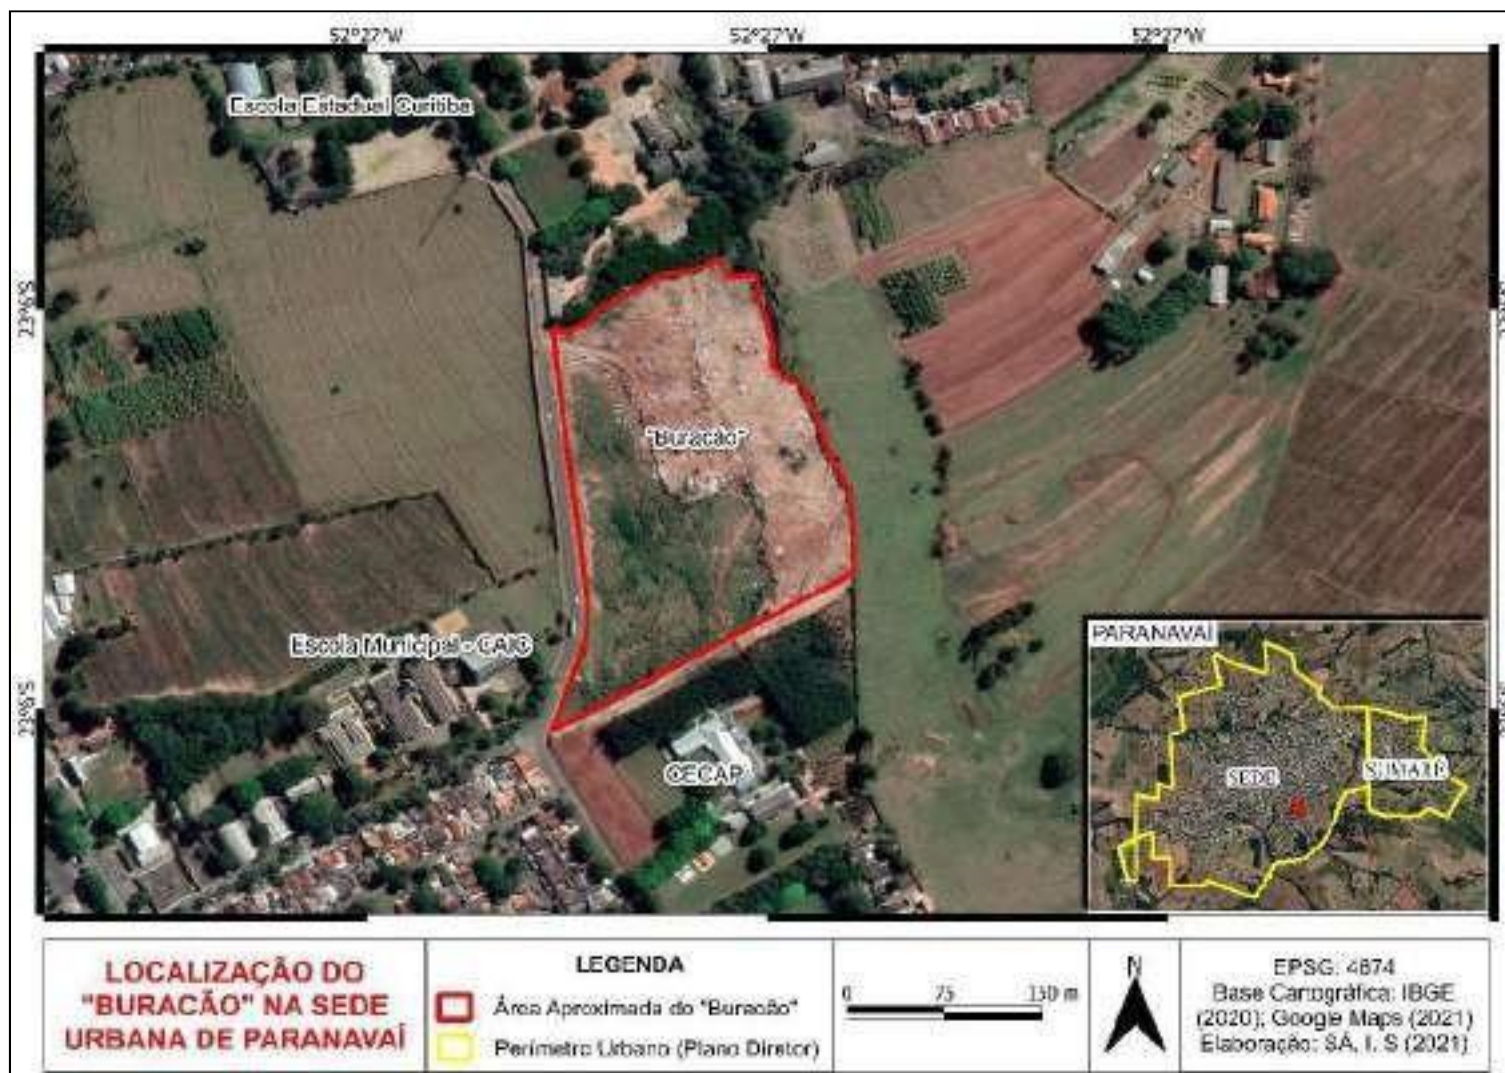 52°27'W
52°27'W
52°27'W
Escola Estadual Curitiba
23°6'S
"Buracão"
Escola Municipal - CAIC
23°6'S
CECAP
PARANAVAÍ
SEDE
SUMARÉ
LOCALIZAÇÃO DO
"BURACÃO" NA SEDE
URBANA DE PARANAVAÍ
LEGENDA
Área Aproximada do "Buracão"
Perímetro Urbano (Plano Diretor)
0 75 150 m
N
EPSG: 4674
Base Cartográfica: IBGE
(2020); Google Maps (2021)
Elaboração: SÁ, I. S (2021)